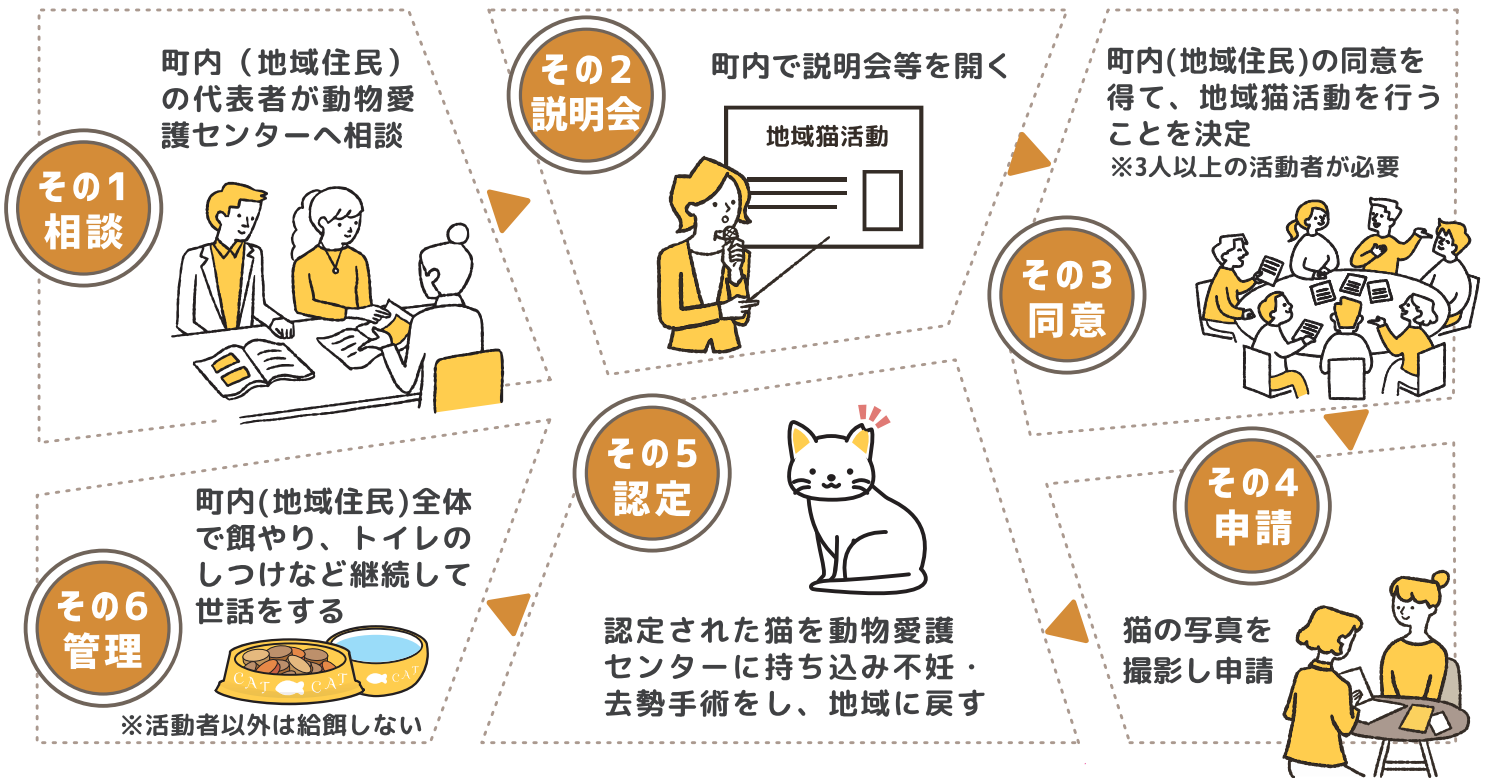 その1
相談
町内（地域住民）
の代表者が動物愛
護センターへ相談
その2
説明会
町内で説明会等を開く
地域猫活動
その3
同意
町内(地域住民)の同意を
得て、地域猫活動を行う
ことを決定
※3人以上の活動者が必要
その4
申請
猫の写真を
撮影し申請
その5
認定
認定された猫を動物愛護
センターに持ち込み不妊・
去勢手術をし、地域に戻す
その6
管理
町内(地域住民)全体
で餌やり、トイレの
しつけなど継続して
世話をする
CAT CAT
CAT
※活動者以外は給餌しない